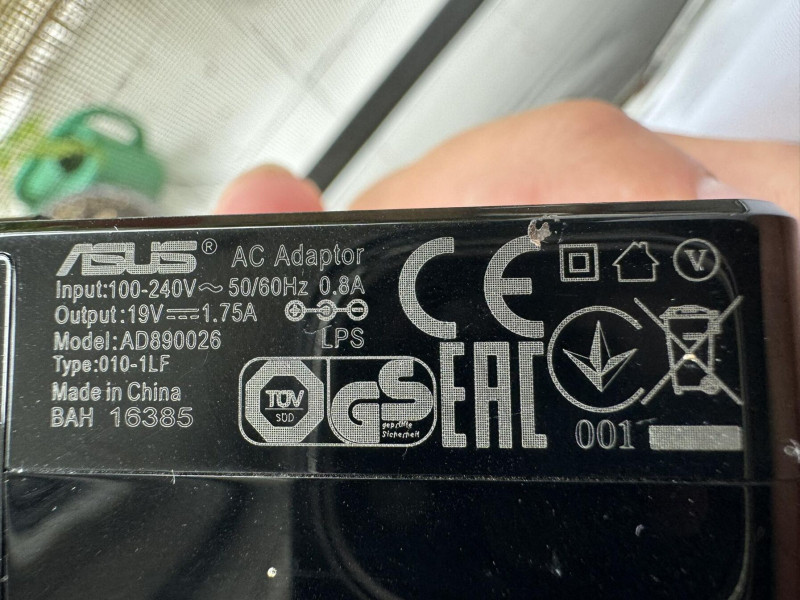 ASUS® AC Adaptor
Input:100-240V~50/60Hz 0.8A
Output:19V⎓1.75A
LPS
Model:AD890026
Type:010-1LF
Made in China
BAH 16385
TÜV
SÜD
GS
geprüfte
Sicherheit
CE
EAC
V
001